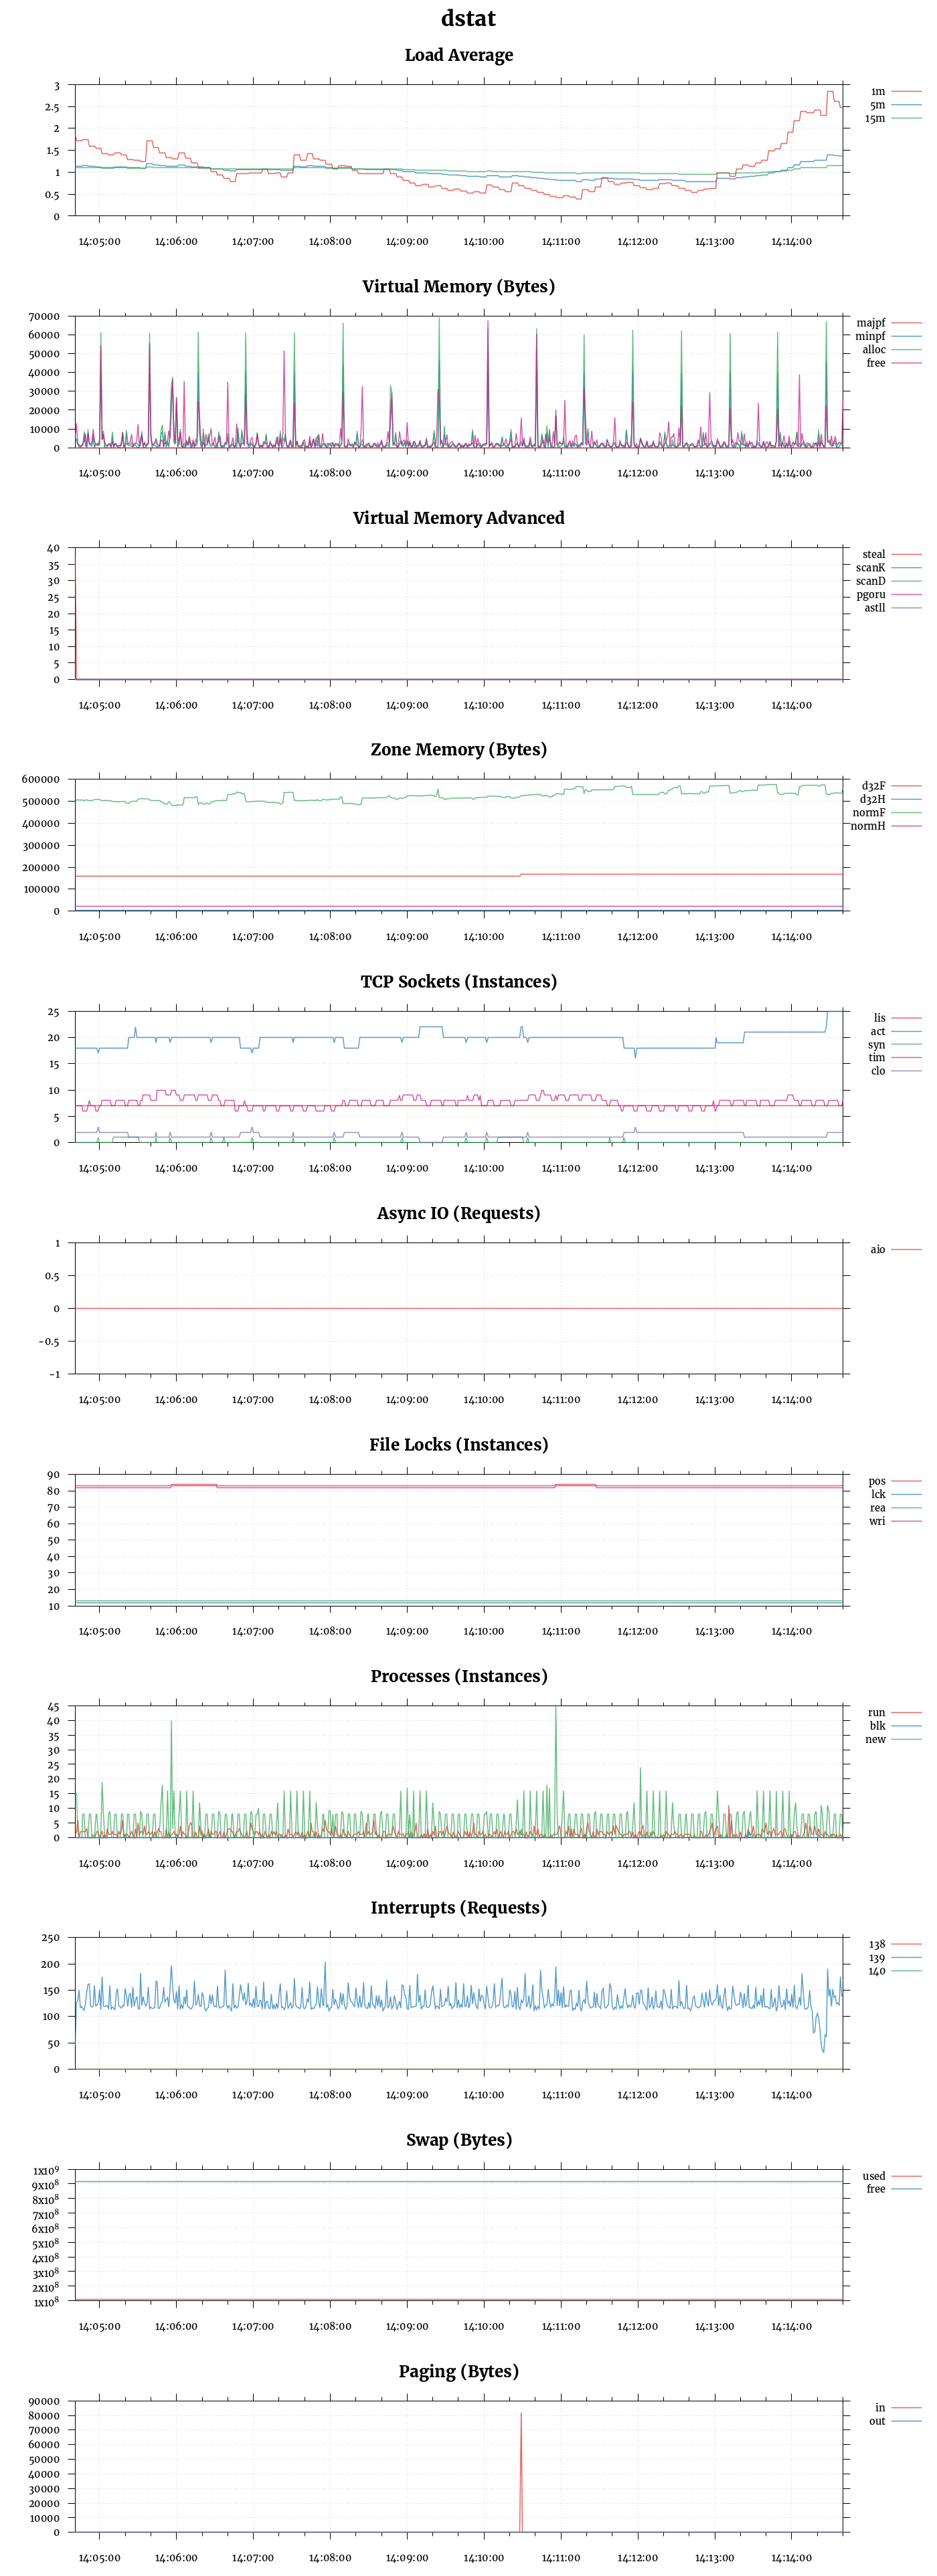 dstat
Load Average
3
2.5
2
1.5
1
0.5
0
1m
5m
15m
14:05:00 14:06:00 14:07:00 14:08:00 14:09:00 14:10:00 14:11:00 14:12:00 14:13:00 14:14:00
Virtual Memory (Bytes)
70000
60000
50000
40000
30000
20000
10000
0
majpf
minpf
alloc
free
14:05:00 14:06:00 14:07:00 14:08:00 14:09:00 14:10:00 14:11:00 14:12:00 14:13:00 14:14:00
Virtual Memory Advanced
40
35
30
25
20
15
10
5
0
steal
scanK
scanD
pgoru
astll
14:05:00 14:06:00 14:07:00 14:08:00 14:09:00 14:10:00 14:11:00 14:12:00 14:13:00 14:14:00
Zone Memory (Bytes)
600000
500000
400000
300000
200000
100000
0
d32F
d32H
normF
normH
14:05:00 14:06:00 14:07:00 14:08:00 14:09:00 14:10:00 14:11:00 14:12:00 14:13:00 14:14:00
TCP Sockets (Instances)
25
20
15
10
5
0
lis
act
syn
tim
clo
14:05:00 14:06:00 14:07:00 14:08:00 14:09:00 14:10:00 14:11:00 14:12:00 14:13:00 14:14:00
Async IO (Requests)
1
0.5
0
-0.5
-1
aio
14:05:00 14:06:00 14:07:00 14:08:00 14:09:00 14:10:00 14:11:00 14:12:00 14:13:00 14:14:00
File Locks (Instances)
90
80
70
60
50
40
30
20
10
pos
lck
rea
wri
14:05:00 14:06:00 14:07:00 14:08:00 14:09:00 14:10:00 14:11:00 14:12:00 14:13:00 14:14:00
Processes (Instances)
45
40
35
30
25
20
15
10
5
0
run
blk
new
14:05:00 14:06:00 14:07:00 14:08:00 14:09:00 14:10:00 14:11:00 14:12:00 14:13:00 14:14:00
Interrupts (Requests)
250
200
150
100
50
0
138
139
140
14:05:00 14:06:00 14:07:00 14:08:00 14:09:00 14:10:00 14:11:00 14:12:00 14:13:00 14:14:00
Swap (Bytes)
1x10⁹
9x10⁸
8x10⁸
7x10⁸
6x10⁸
5x10⁸
4x10⁸
3x10⁸
2x10⁸
1x10⁸
used
free
14:05:00 14:06:00 14:07:00 14:08:00 14:09:00 14:10:00 14:11:00 14:12:00 14:13:00 14:14:00
Paging (Bytes)
90000
80000
70000
60000
50000
40000
30000
20000
10000
0
in
out
14:05:00 14:06:00 14:07:00 14:08:00 14:09:00 14:10:00 14:11:00 14:12:00 14:13:00 14:14:00